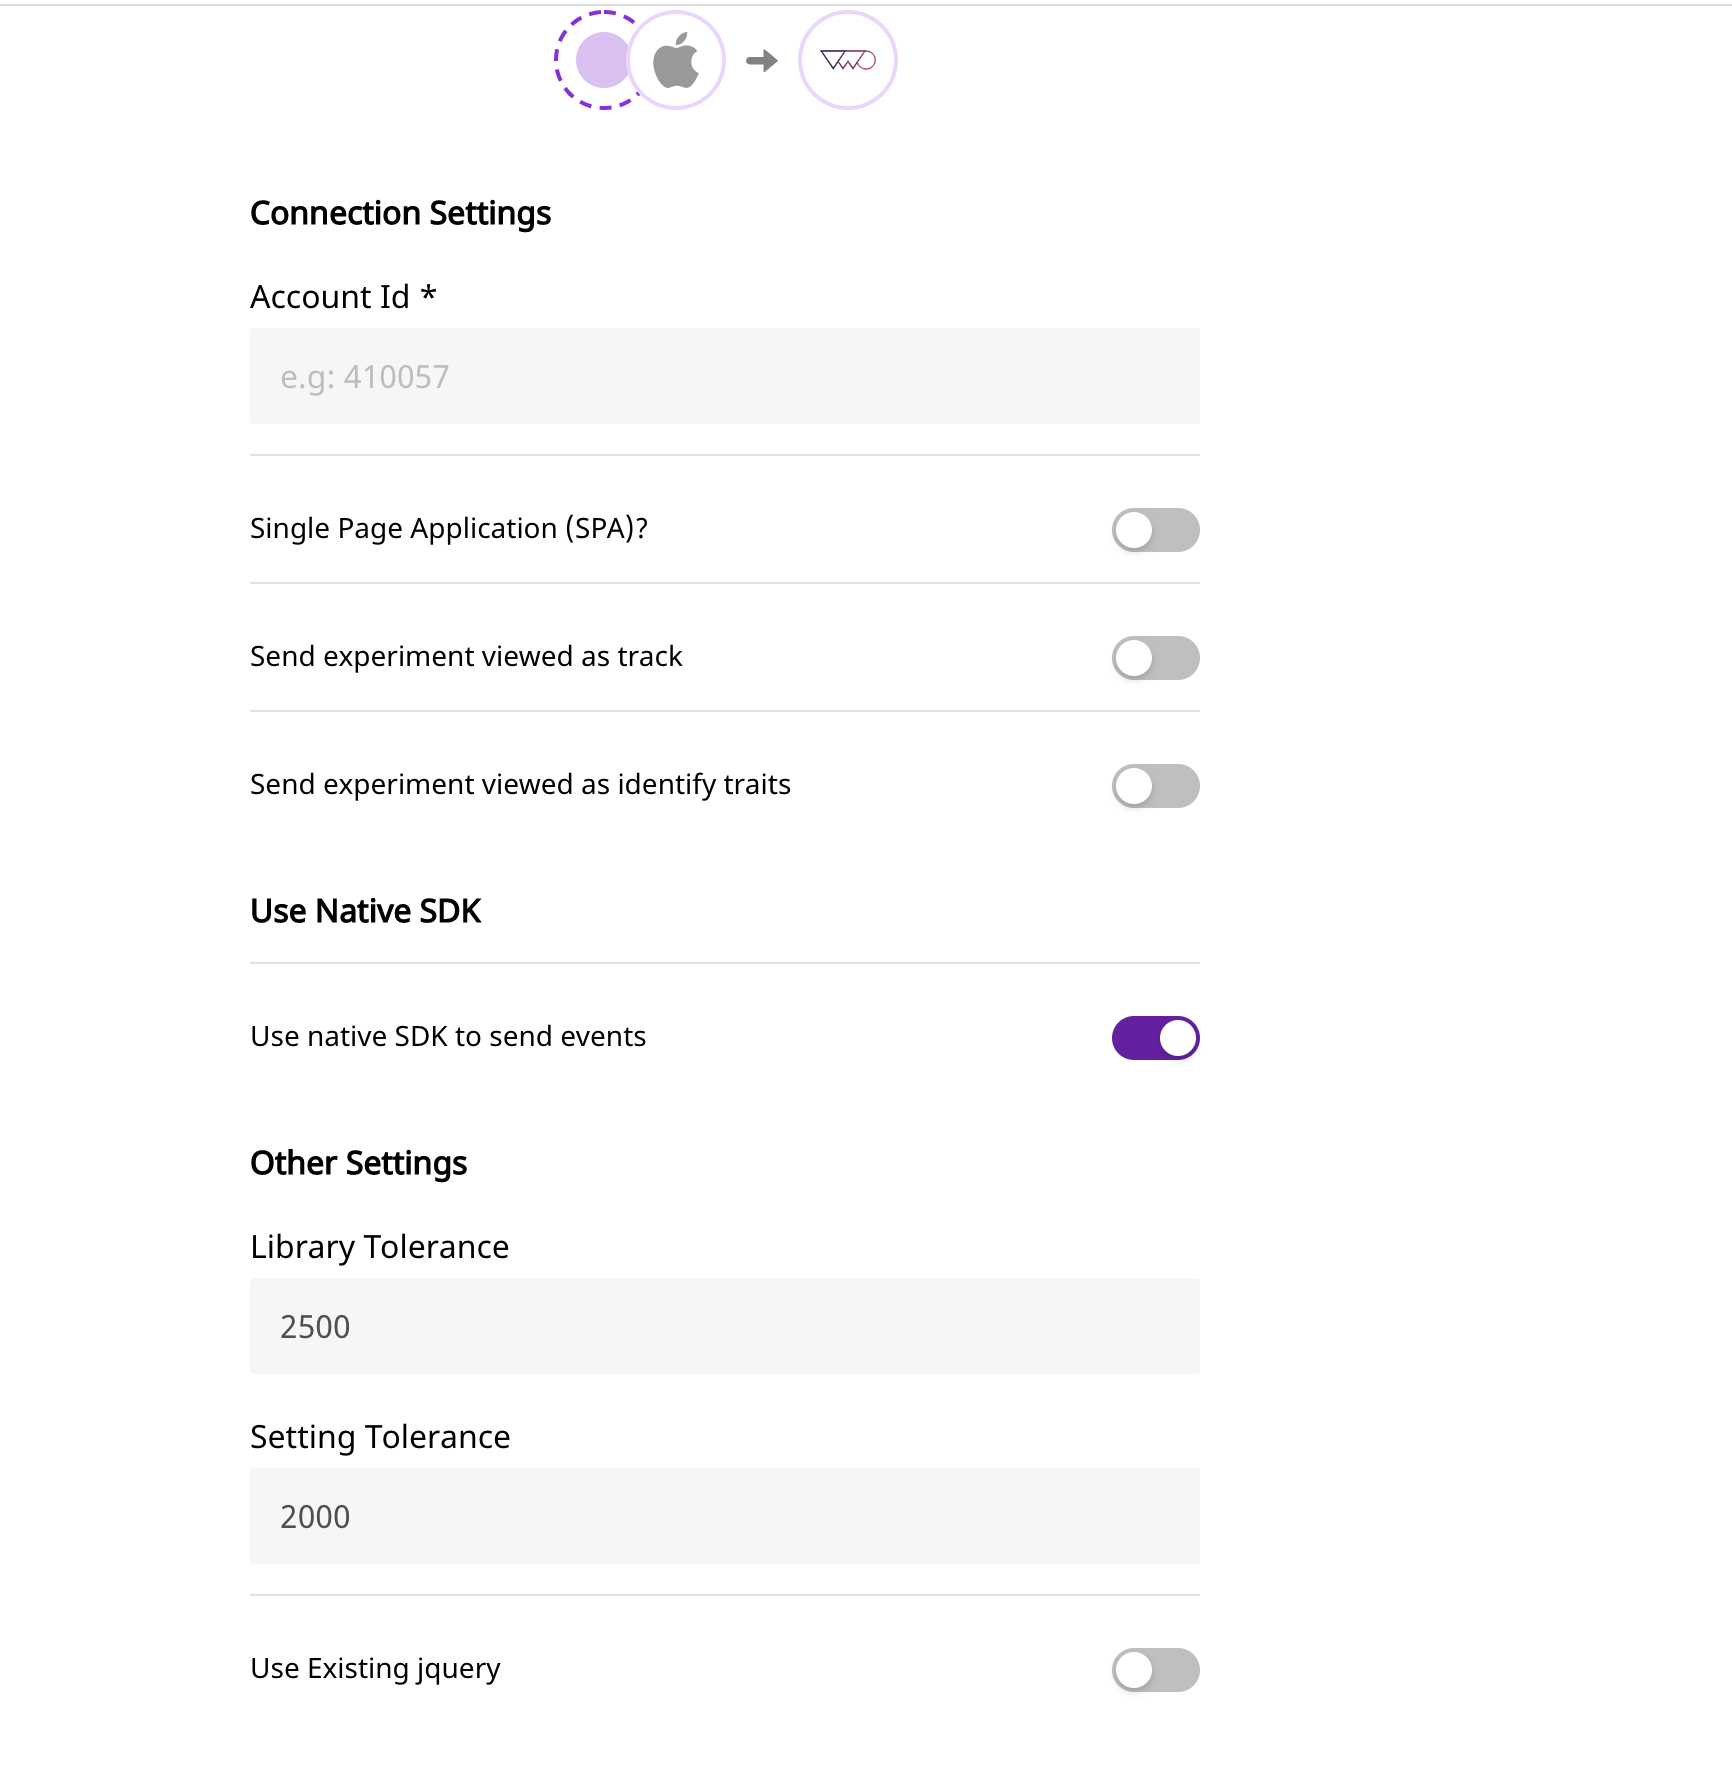 Connection Settings
Account Id *
e.g: 410057
Single Page Application (SPA)?
Send experiment viewed as track
Send experiment viewed as identify traits
Use Native SDK
Use native SDK to send events
Other Settings
Library Tolerance
2500
Setting Tolerance
2000
Use Existing jquery